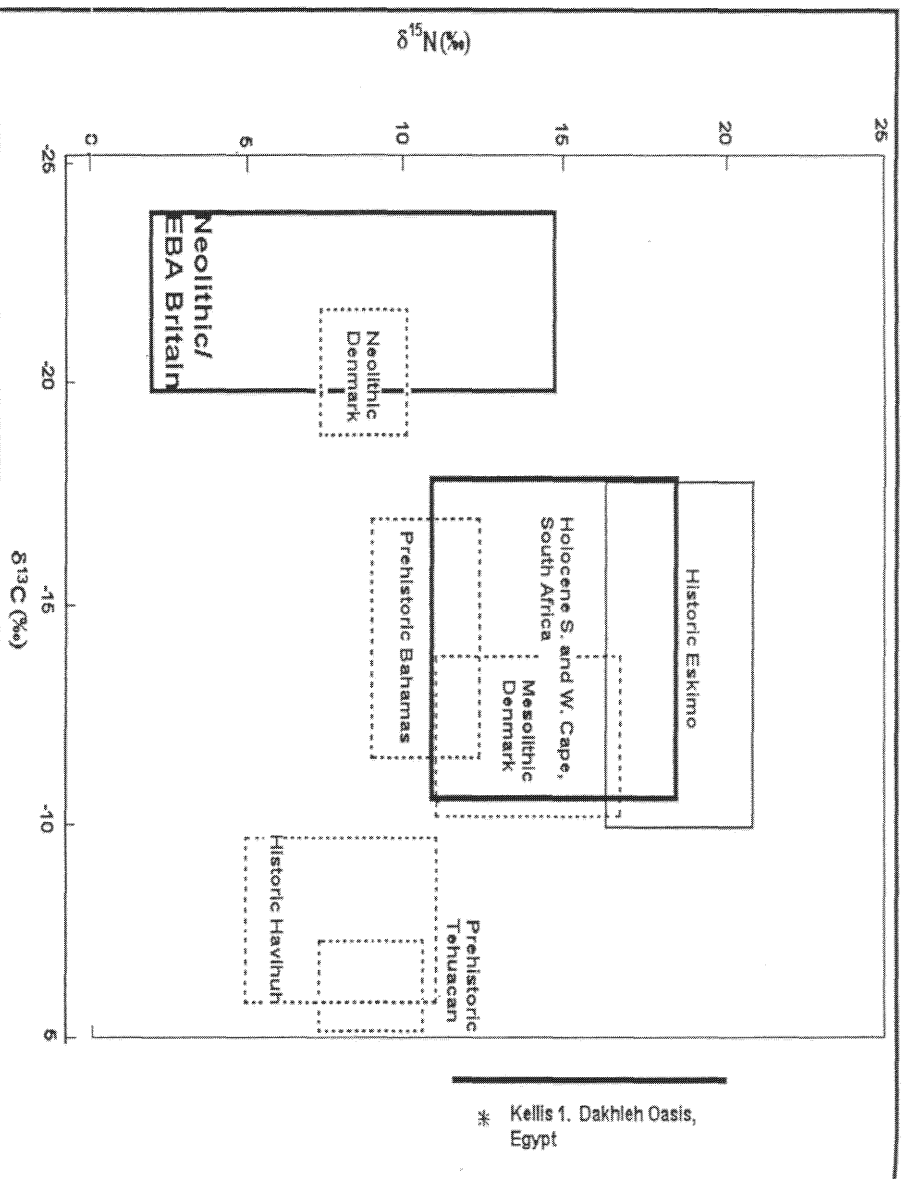 δ15N(‰)
25
20
15
10
5
0
-25
-20
-15
-10
5
δ13C (‰)
Neolithic/
EBA Britain
Neolithic
Denmark
Historic Eskimo
Holocene S. and W. Cape,
South Africa
Mesolithic
Denmark
Prehistoric Bahamas
Historic Havihuh
Prehistoric
Tehuacan
* Kellis 1. Dakhleh Oasis,
Egypt